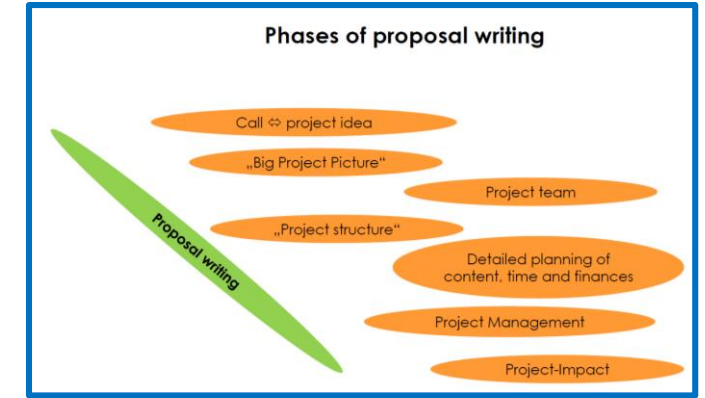 Phases of proposal writing
Call ⇔ project idea
„Big Project Picture“
Project team
„Project structure“
Proposal writing
Detailed planning of
content, time and finances
Project Management
Project-Impact